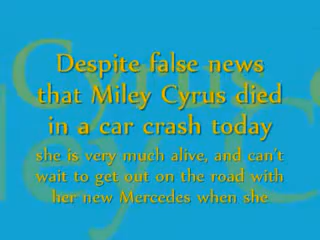 Despite false news
that Miley Cyrus died
in a car crash today
she is very much alive, and can't
wait to get out on the road with
her new Mercedes when she